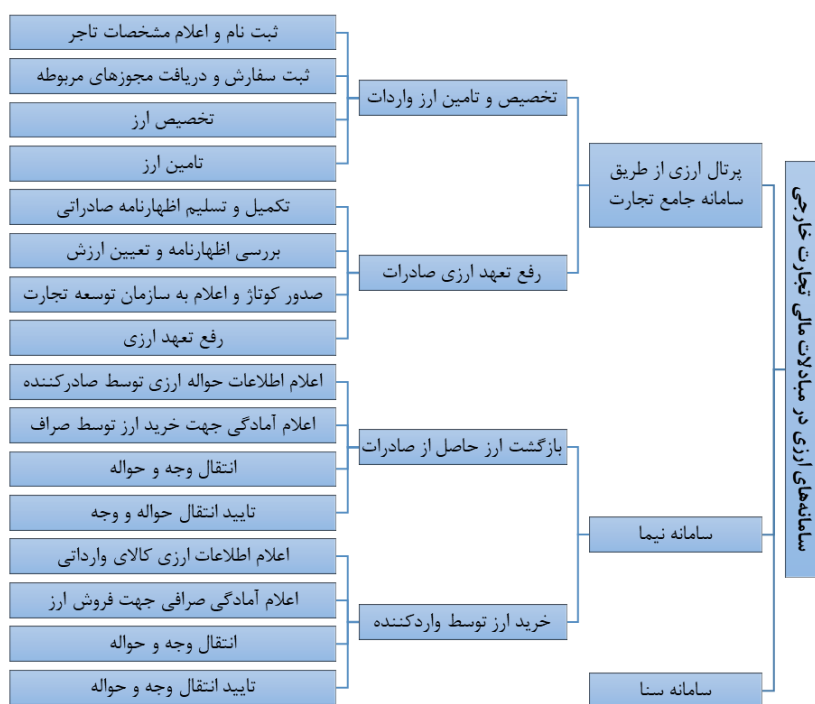 سامانه‌های ارزی در مبادلات مالی تجارت خارجی
پرتال ارزی از طریق
سامانه جامع تجارت
تخصیص و تامین ارز واردات
ثبت نام و اعلام مشخصات تاجر
ثبت سفارش و دریافت مجوزهای مربوطه
تخصیص ارز
تامین ارز
رفع تعهد ارزی صادرات
تکمیل و تسلیم اظهارنامه صادراتی
بررسی اظهارنامه و تعیین ارزش
صدور کوتاژ و اعلام به سازمان توسعه تجارت
رفع تعهد ارزی
سامانه نیما
بازگشت ارز حاصل از صادرات
اعلام اطلاعات حواله ارزی توسط صادرکننده
اعلام آمادگی جهت خرید ارز توسط صراف
انتقال وجه و حواله
تایید انتقال حواله و وجه
خرید ارز توسط واردکننده
اعلام اطلاعات ارزی کالای وارداتی
اعلام آمادگی صرافی جهت فروش ارز
انتقال وجه و حواله
تایید انتقال وجه و حواله
سامانه سنا